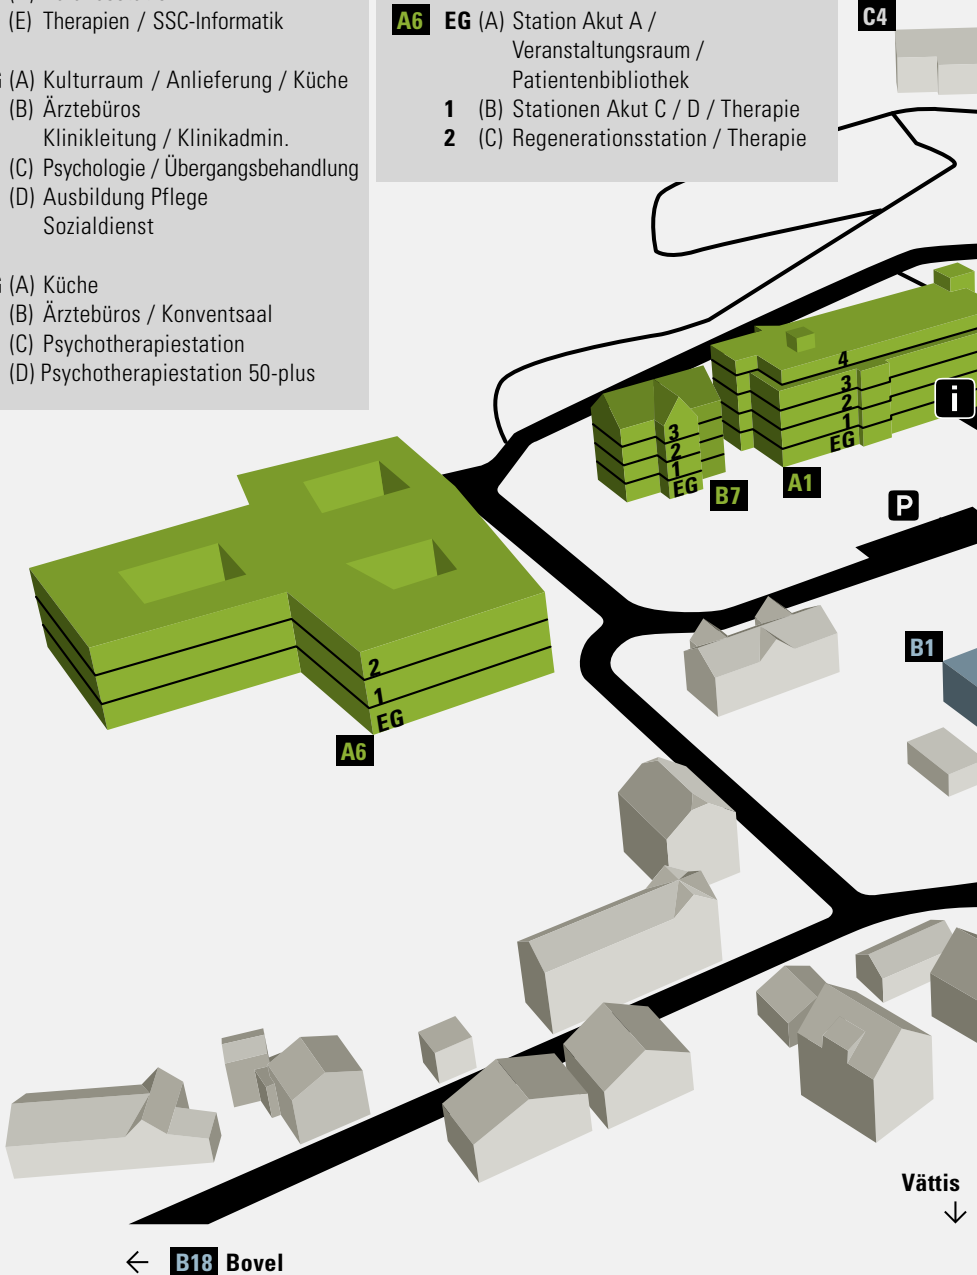 (E) Therapien / SSC-Informatik
(A) Kulturraum / Anlieferung / Küche
(B) Ärztebüros
Klinikleitung / Klinikadmin.
(C) Psychologie / Übergangsbehandlung
(D) Ausbildung Pflege
Sozialdienst
(A) Küche
(B) Ärztebüros / Konventsaal
(C) Psychotherapiestation
(D) Psychotherapiestation 50-plus
A6 EG (A) Station Akut A /
Veranstaltungsraum /
Patientenbibliothek
1 (B) Stationen Akut C / D / Therapie
2 (C) Regenerationsstation / Therapie
C4
4
3
2
1
EG
i
A1
3
2
1
EG
B7
P
B1
2
1
EG
A6
Vättis
↓
← B18 Bovel